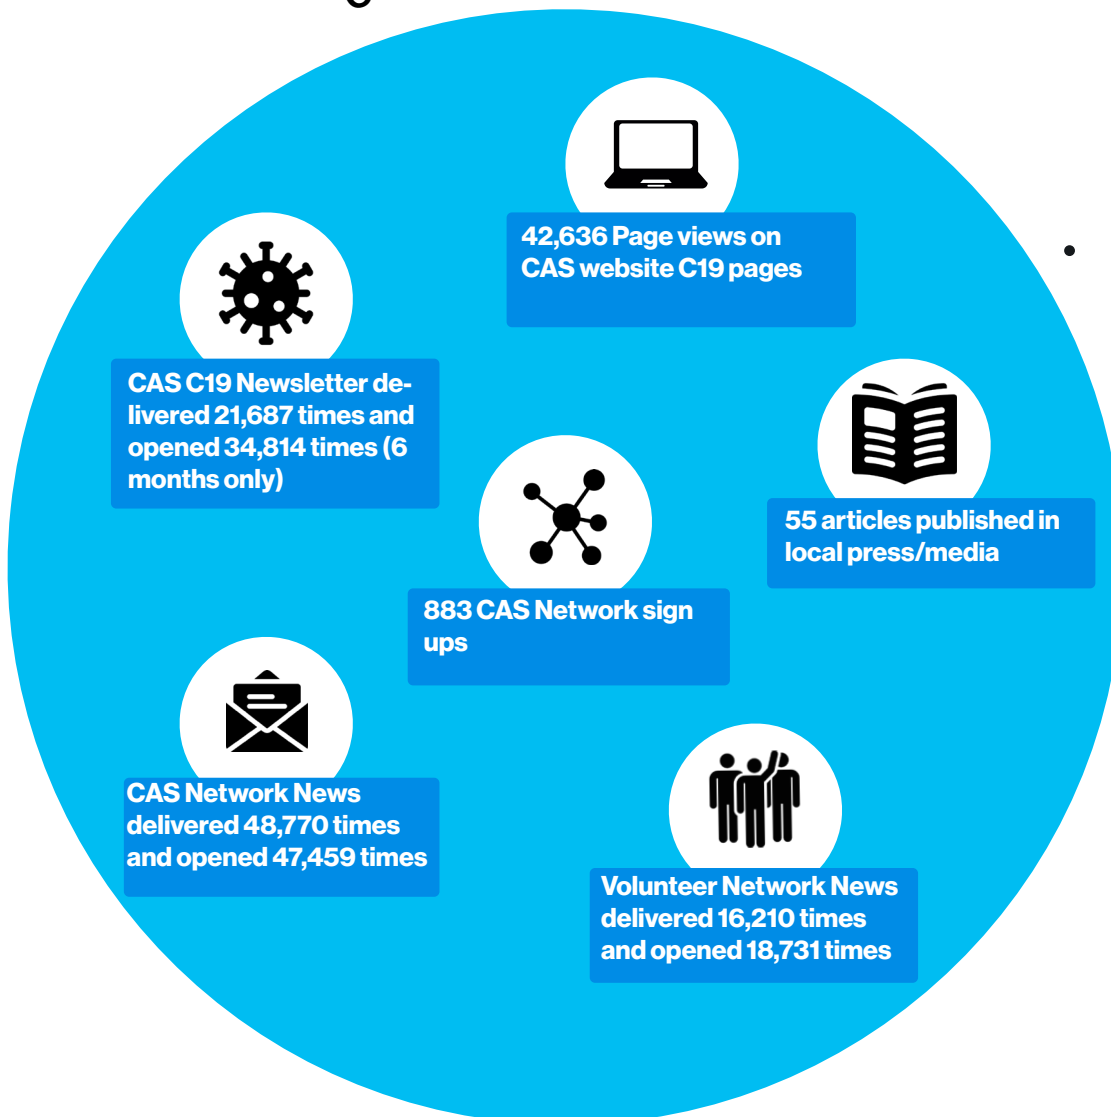 42,636 Page views on
CAS website C19 pages
CAS C19 Newsletter de-
livered 21,687 times and
opened 34,814 times (6
months only)
55 articles published in
local press/media
883 CAS Network sign
ups
CAS Network News
delivered 48,770 times
and opened 47,459 times
Volunteer Network News
delivered 16,210 times
and opened 18,731 times